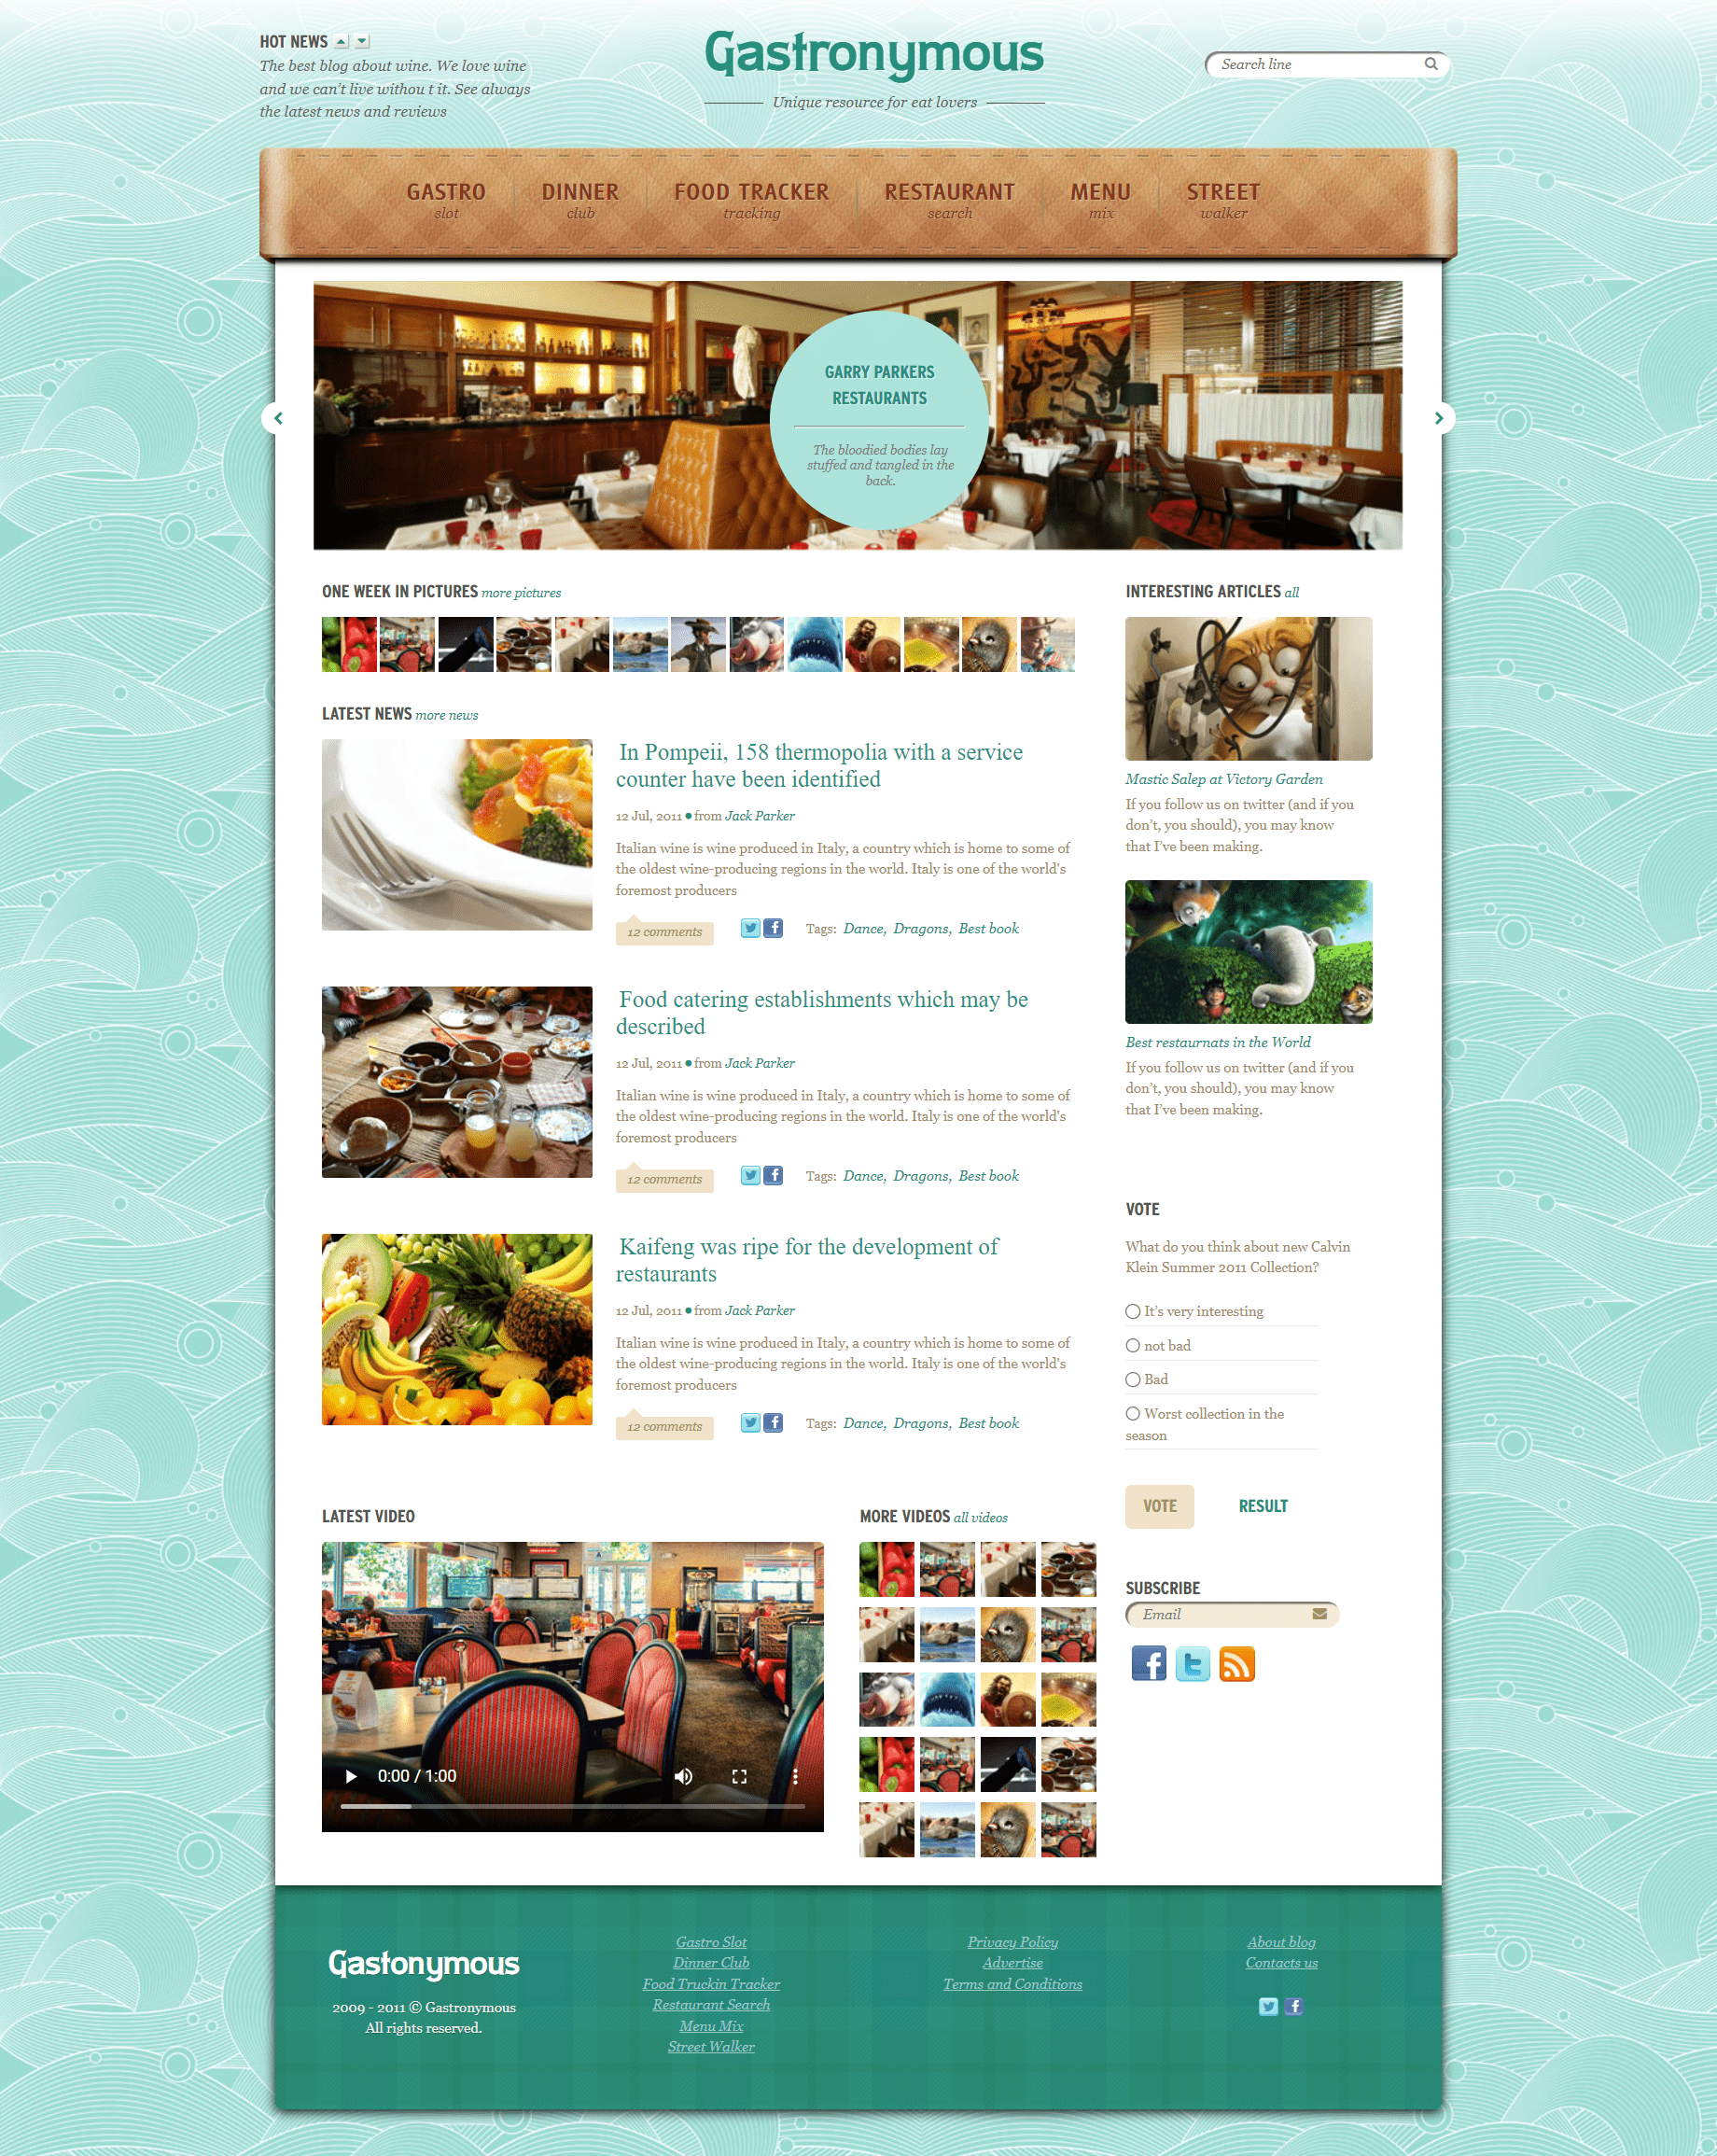 HOT NEWS
The best blog about wine. We love wine
and we can't live withou t it. See always
the latest news and reviews
Gastronymous
Unique resource for eat lovers
Search line
GASTRO
slot
DINNER
club
FOOD TRACKER
tracking
RESTAURANT
search
MENU
mix
STREET
walker
GARRY PARKERS
RESTAURANTS
The bloodied bodies lay
stuffed and tangled in the
back.
ONE WEEK IN PICTURES more pictures
LATEST NEWS more news
In Pompeii, 158 thermopolia with a service
counter have been identified
12 Jul, 2011 • from Jack Parker
Italian wine is wine produced in Italy, a country which is home to some of
the oldest wine-producing regions in the world. Italy is one of the world's
foremost producers
12 comments
Tags: Dance, Dragons, Best book
Food catering establishments which may be
described
12 Jul, 2011 • from Jack Parker
Italian wine is wine produced in Italy, a country which is home to some of
the oldest wine-producing regions in the world. Italy is one of the world's
foremost producers
12 comments
Tags: Dance, Dragons, Best book
Kaifeng was ripe for the development of
restaurants
12 Jul, 2011 • from Jack Parker
Italian wine is wine produced in Italy, a country which is home to some of
the oldest wine-producing regions in the world. Italy is one of the world's
foremost producers
12 comments
Tags: Dance, Dragons, Best book
LATEST VIDEO
0:00 / 1:00
MORE VIDEOS all videos
INTERESTING ARTICLES all
Mastic Salep at Victory Garden
If you follow us on twitter (and if you
don't, you should), you may know
that I've been making.
Best restaurnats in the World
If you follow us on twitter (and if you
don't, you should), you may know
that I've been making.
VOTE
What do you think about new Calvin
Klein Summer 2011 Collection?
It's very interesting
not bad
Bad
Worst collection in the
season
VOTE
RESULT
SUBSCRIBE
Email
Gastonymous
2009 - 2011 © Gastronymous
All rights reserved.
Gastro Slot
Dinner Club
Food Truckin Tracker
Restaurant Search
Menu Mix
Street Walker
Privacy Policy
Advertise
Terms and Conditions
About blog
Contacts us